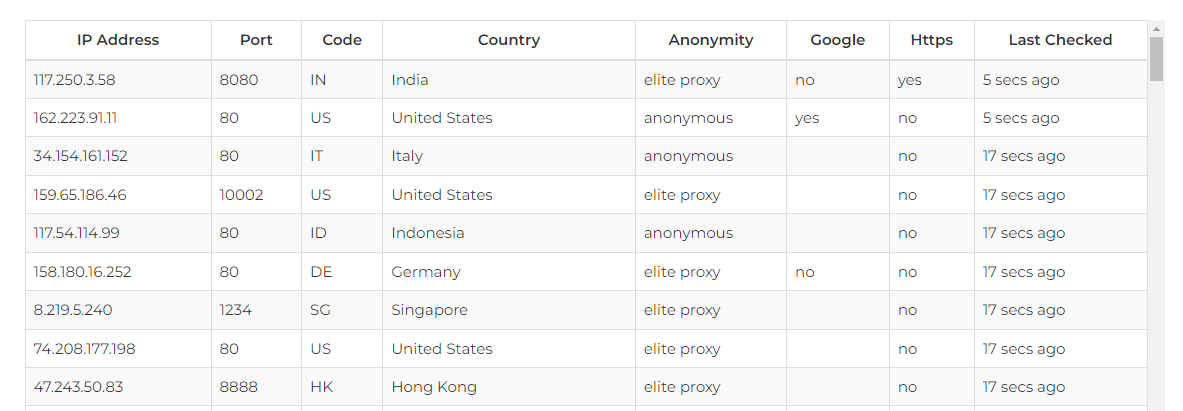 IP Address Port Code Country Anonymity Google Https Last Checked
117.250.3.58 8080 IN India elite proxy no yes 5 secs ago
162.223.91.11 80 US United States anonymous yes no 5 secs ago
34.154.161.152 80 IT Italy anonymous no 17 secs ago
159.65.186.46 10002 US United States elite proxy no 17 secs ago
117.54.114.99 80 ID Indonesia anonymous no 17 secs ago
158.180.16.252 80 DE Germany elite proxy no no 17 secs ago
8.219.5.240 1234 SG Singapore elite proxy no 17 secs ago
74.208.177.198 80 US United States elite proxy no 17 secs ago
47.243.50.83 8888 HK Hong Kong elite proxy no 17 secs ago